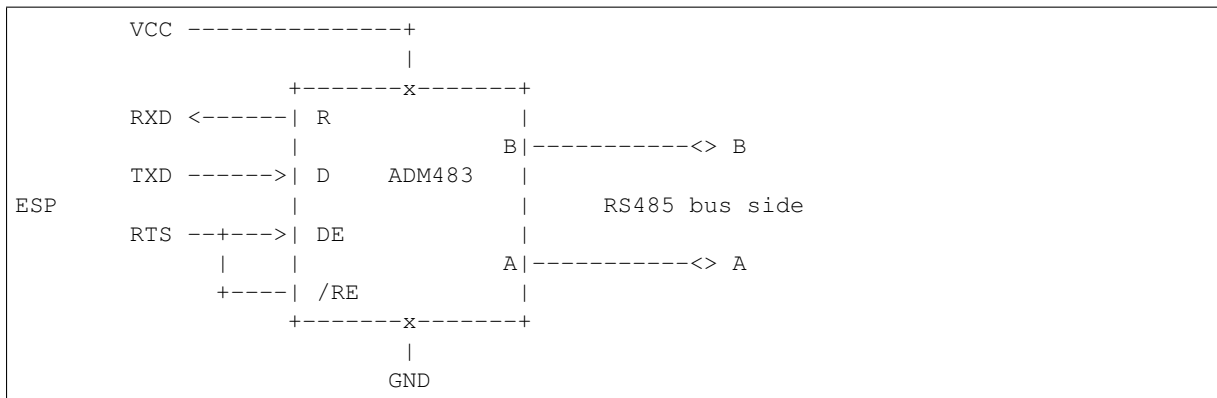 VCC ---------------+
|
+-------x-------+
RXD <------| R |
| B|-----------<> B
TXD ------>| D ADM483 |
ESP | | RS485 bus side
RTS --+--->| DE |
| | A|-----------<> A
+----| /RE |
+-------x-------+
|
GND